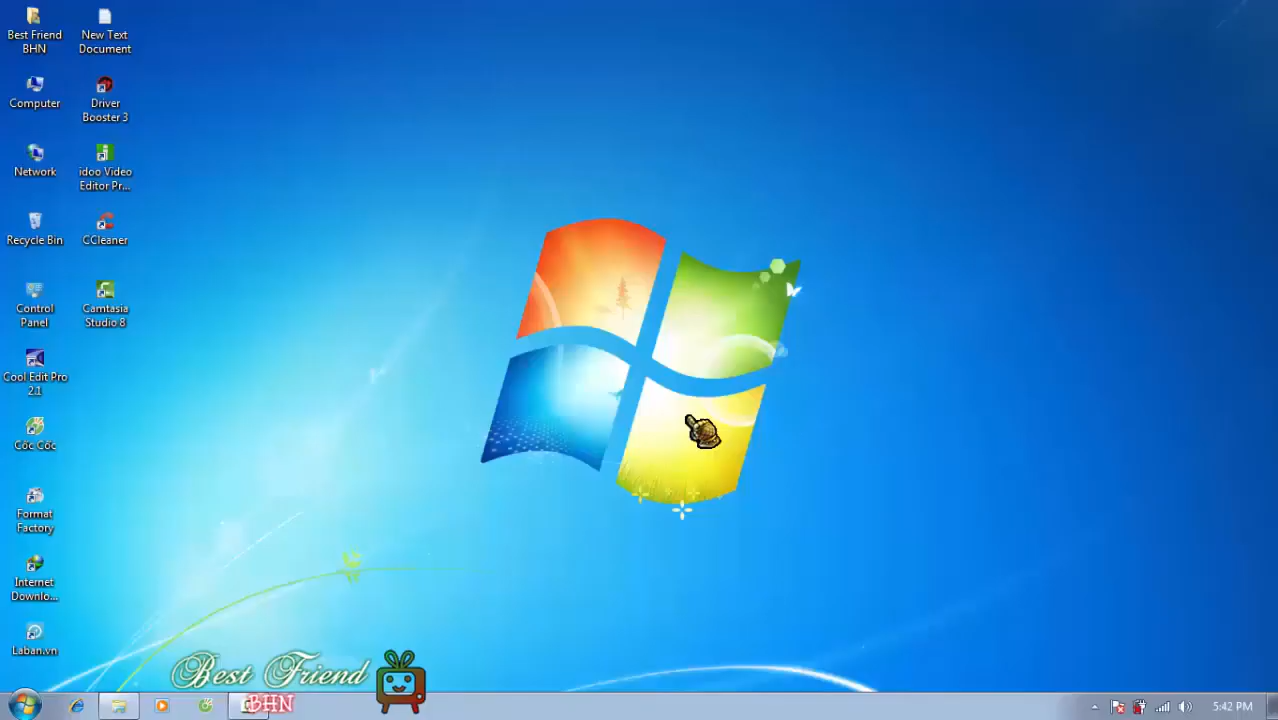 Best Friend
BHN
New Text
Document
Computer
Driver
Booster 3
Network
idoo Video
Editor Pr...
Recycle Bin
CCleaner
Control
Panel
Camtasia
Studio 8
Cool Edit Pro
2.1
Cốc Cốc
Format
Factory
Internet
Downlo...
Laban.vn
Best Friend
BHN
5:42 PM